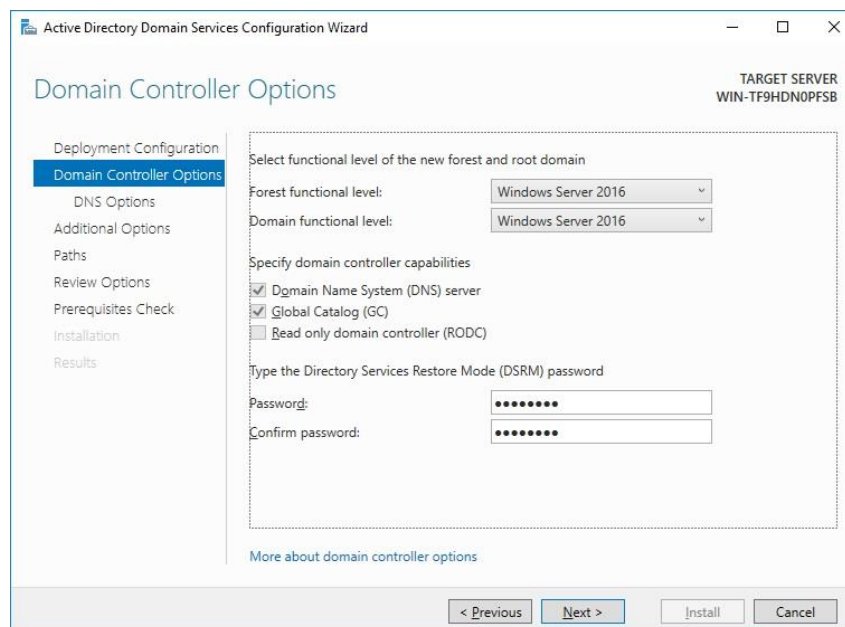 Active Directory Domain Services Configuration Wizard
Domain Controller Options
TARGET SERVER
WIN-TF9HDN0PFSB
Deployment Configuration
Domain Controller Options
DNS Options
Additional Options
Paths
Review Options
Prerequisites Check
Installation
Results
Select functional level of the new forest and root domain
Forest functional level: Windows Server 2016
Domain functional level: Windows Server 2016
Specify domain controller capabilities
Domain Name System (DNS) server
Global Catalog (GC)
Read only domain controller (RODC)
Type the Directory Services Restore Mode (DSRM) password
Password: ●●●●●●●●
Confirm password: ●●●●●●●●
More about domain controller options
< Previous Next > Install Cancel